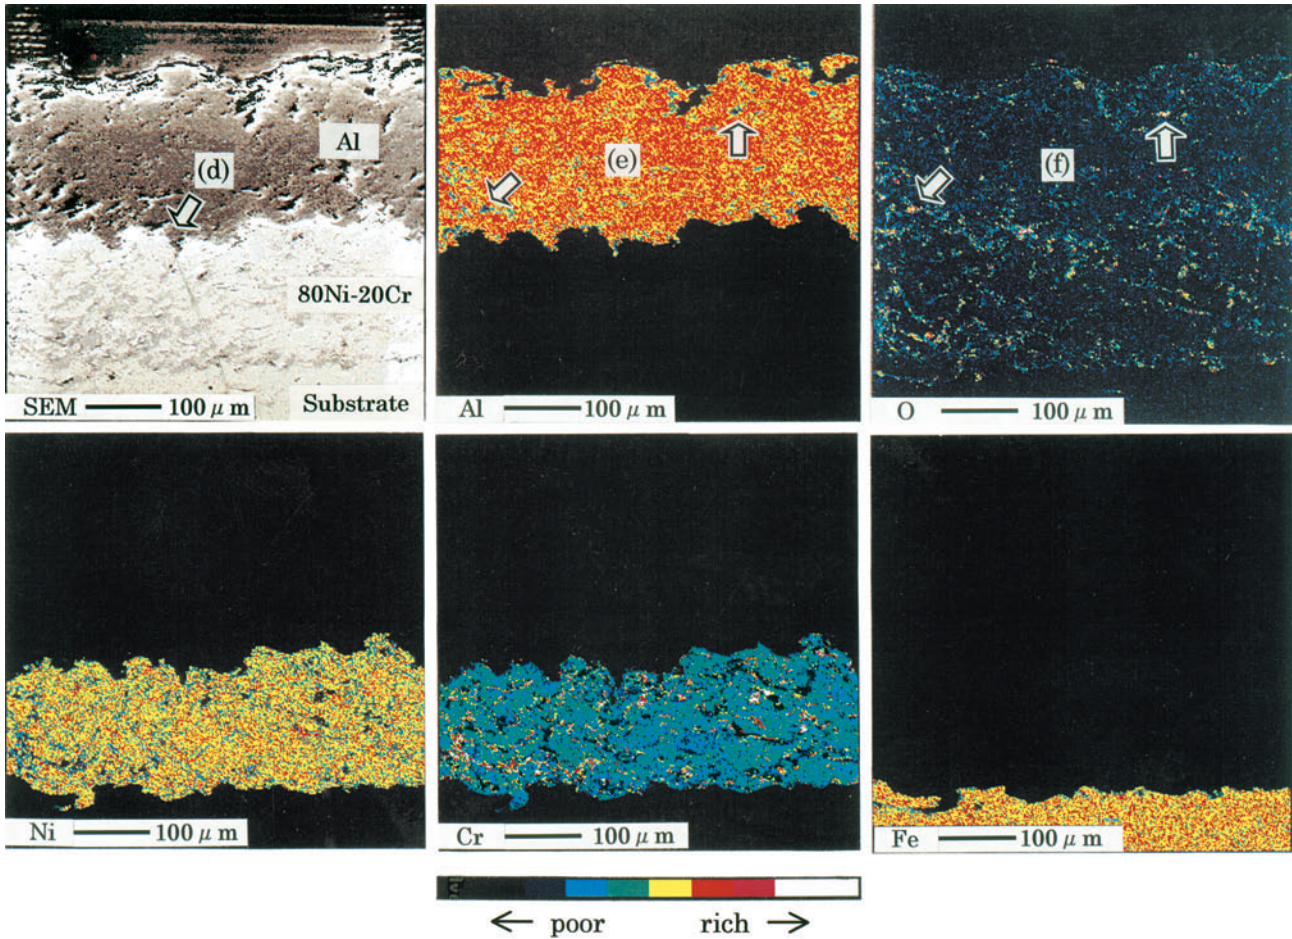 Al
(d)
80Ni-20Cr
SEM 100 μm Substrate
(e)
Al 100 μm
(f)
O 100 μm
Ni 100 μm
Cr 100 μm
Fe 100 μm
← poor rich →